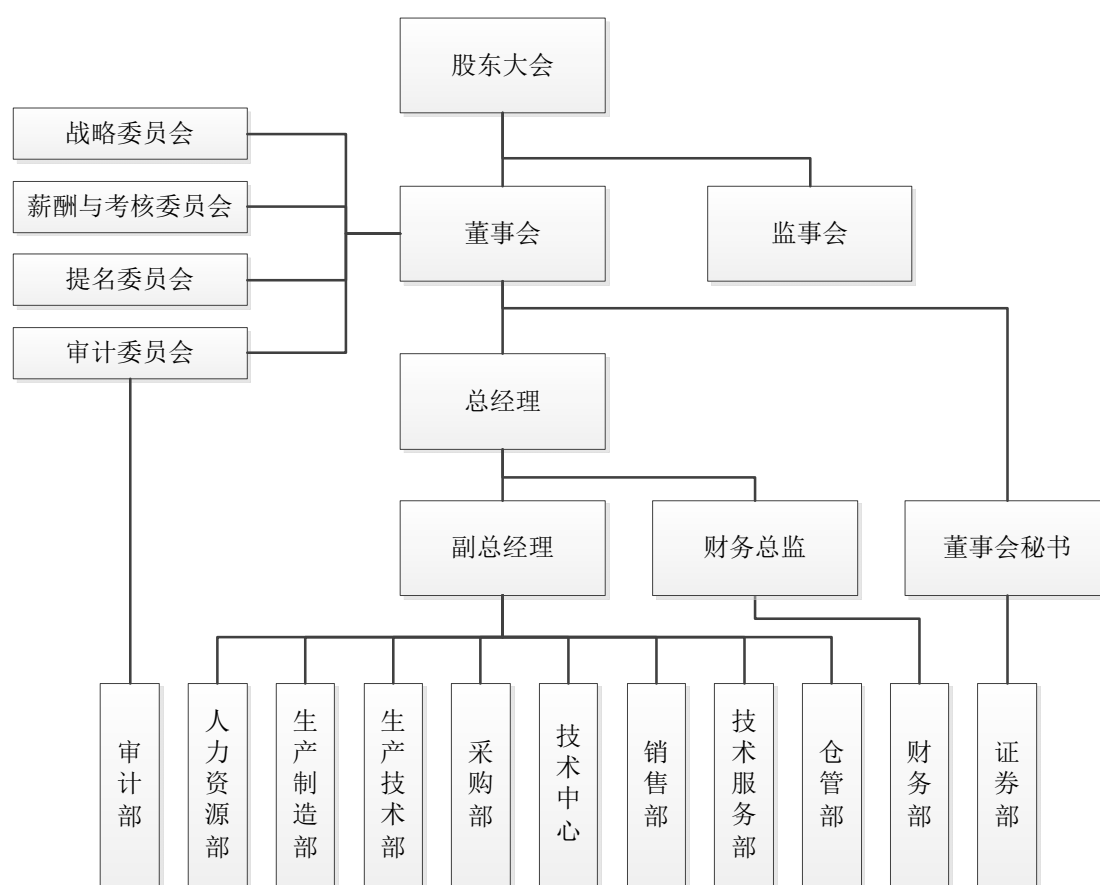 股东大会
战略委员会
薪酬与考核委员会
董事会
监事会
提名委员会
审计委员会
总经理
副总经理
财务总监
董事会秘书
审计部
人力资源部
生产制造部
生产技术部
采购部
技术中心
销售部
技术服务部
仓管部
财务部
证券部